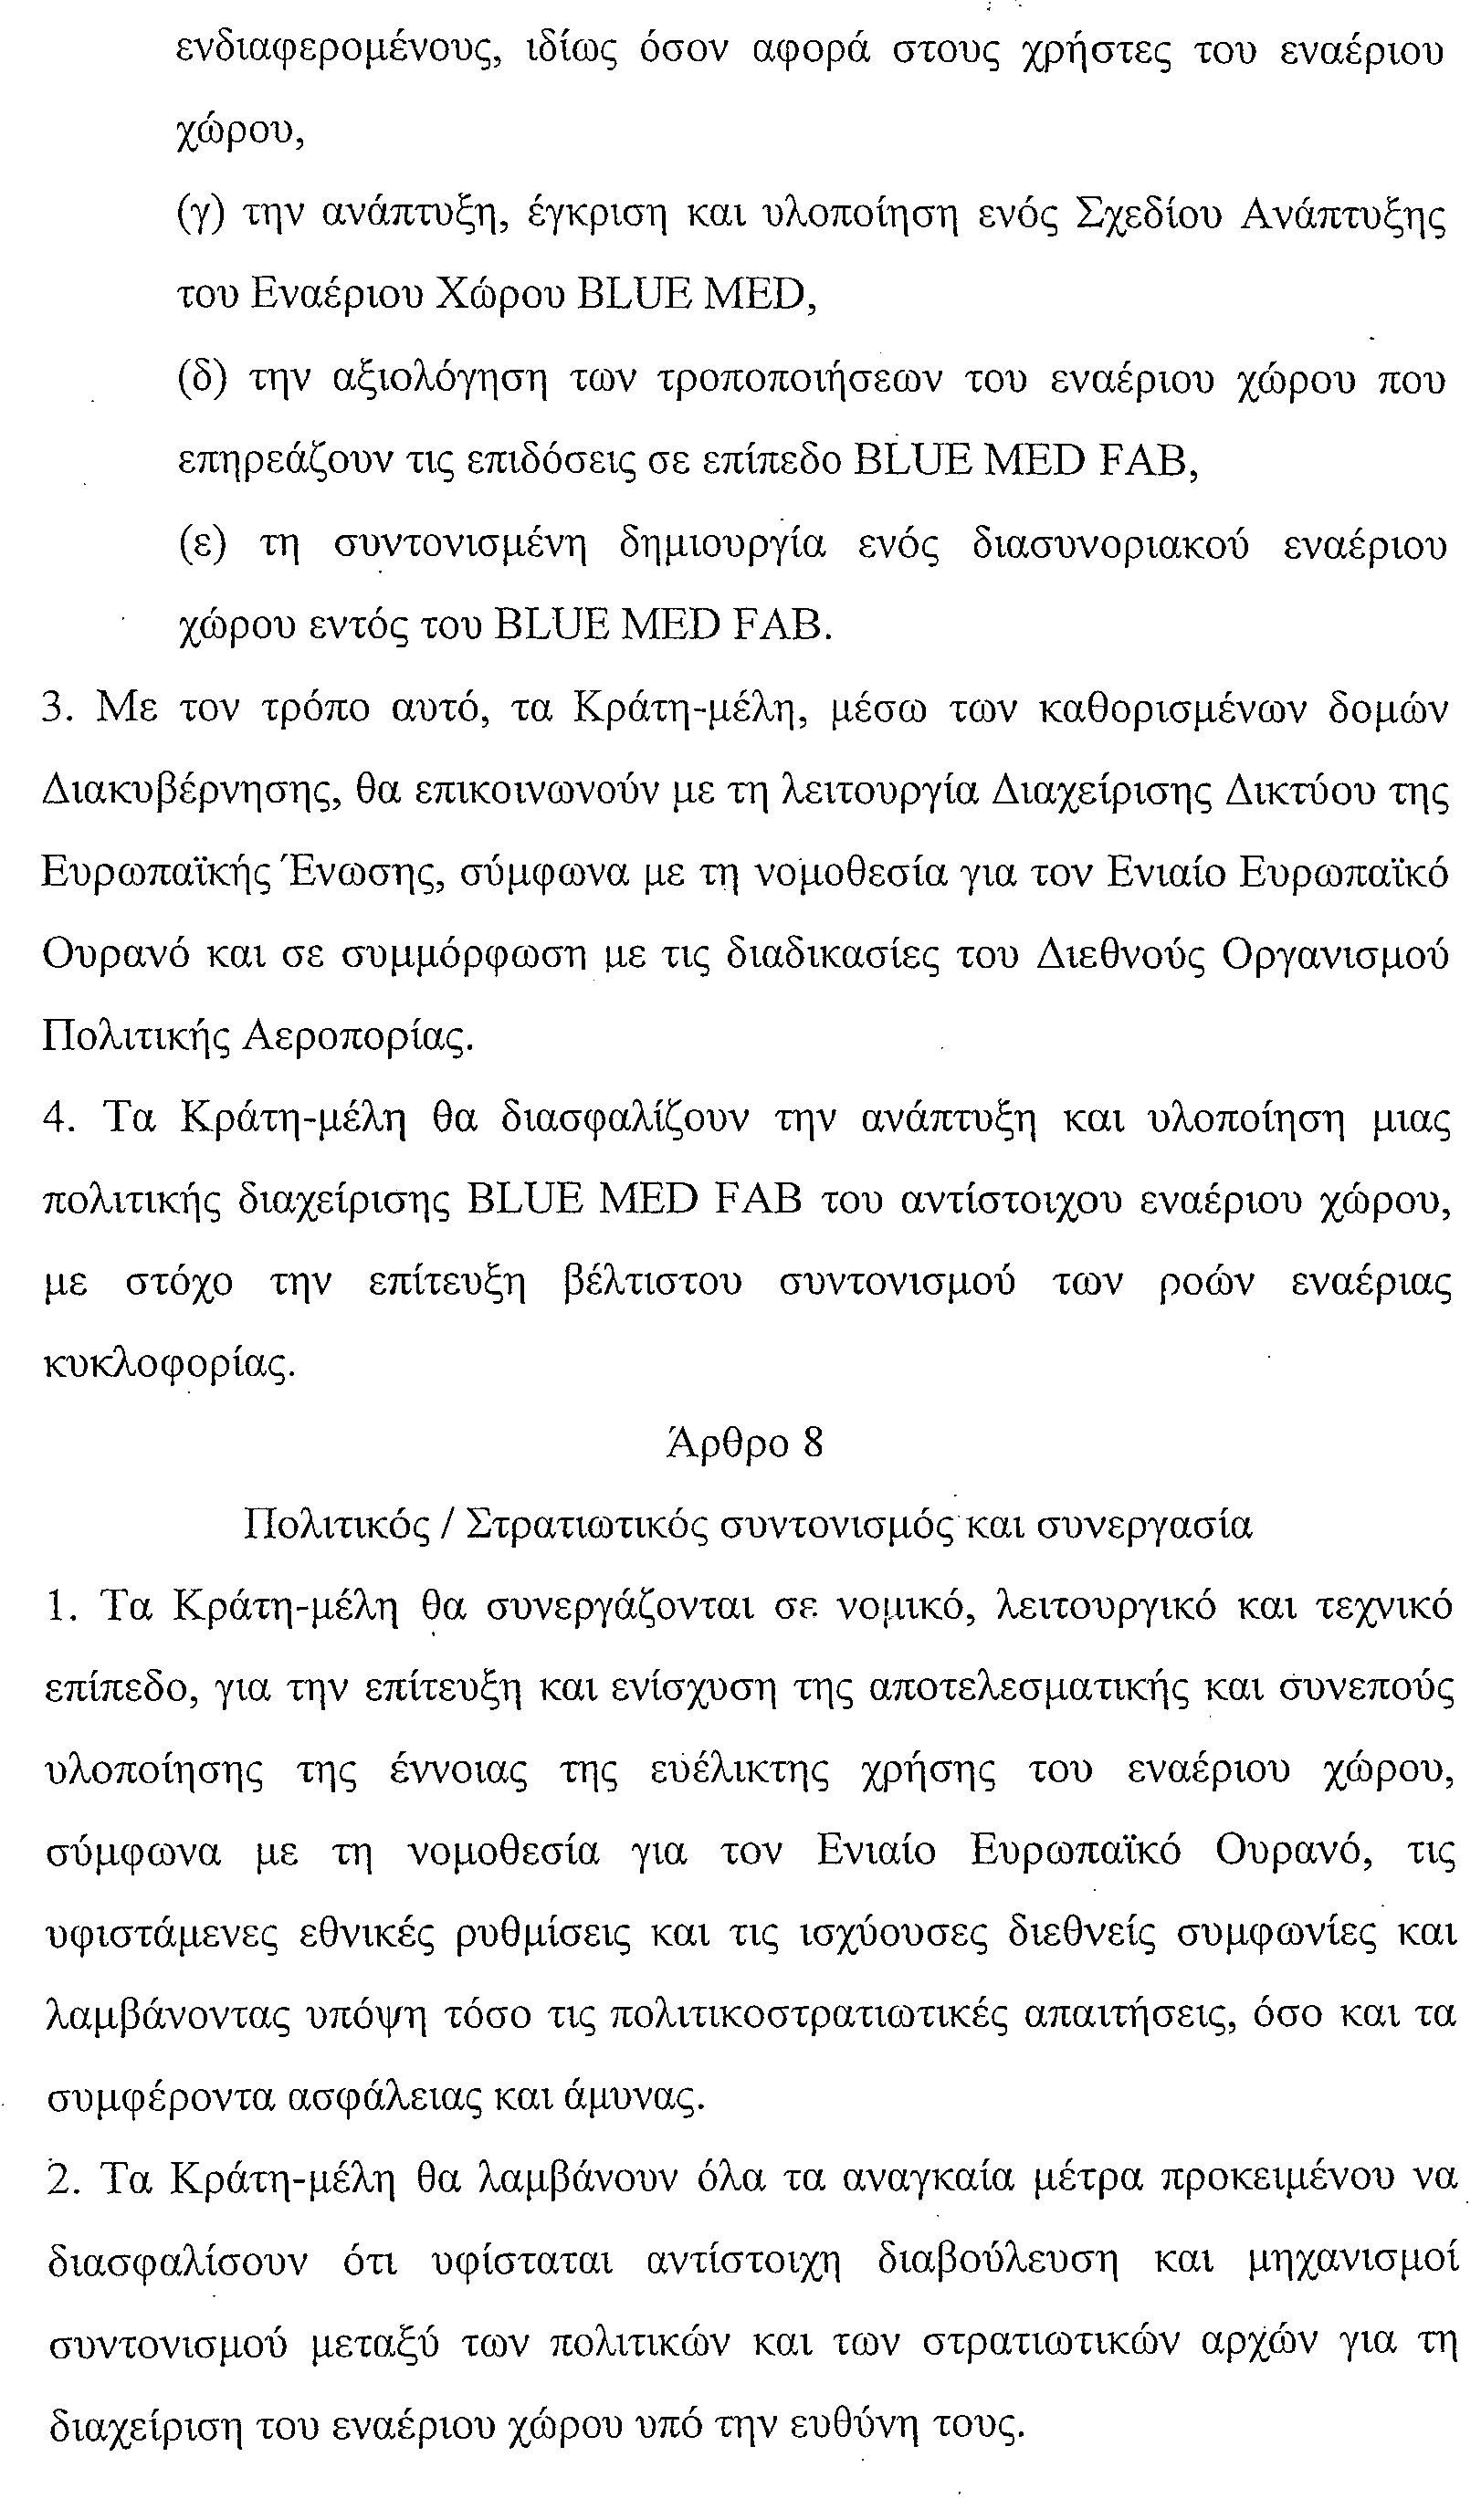 ενδιαφερομένους, ιδίως όσον αφορά στους χρήστες του εναέριου
χώρου,
(γ) την ανάπτυξη, έγκριση και υλοποίηση ενός Σχεδίου Ανάπτυξης
του Εναέριου Χώρου BLUE MED,
(δ) την αξιολόγηση των τροποποιήσεων του εναέριου χώρου που
επηρεάζουν τις επιδόσεις σε επίπεδο BLUE MED FAB,
(ε) τη συντονισμένη δημιουργία ενός διασυνοριακού εναέριου
χώρου εντός του BLUE MED FAB.
3. Με τον τρόπο αυτό, τα Κράτη-μέλη, μέσω των καθορισμένων δομών
Διακυβέρνησης, θα επικοινωνούν με τη λειτουργία Διαχείρισης Δικτύου της
Ευρωπαϊκής Ένωσης, σύμφωνα με τη νομοθεσία για τον Ενιαίο Ευρωπαϊκό
Ουρανό και σε συμμόρφωση με τις διαδικασίες του Διεθνούς Οργανισμού
Πολιτικής Αεροπορίας.
4. Τα Κράτη-μέλη θα διασφαλίζουν την ανάπτυξη και υλοποίηση μιας
πολιτικής διαχείρισης BLUE MED FAB του αντίστοιχου εναέριου χώρου,
με στόχο την επίτευξη βέλτιστου συντονισμού των ροών εναέριας
κυκλοφορίας.
Άρθρο 8
Πολιτικός / Στρατιωτικός συντονισμός και συνεργασία
1. Τα Κράτη-μέλη θα συνεργάζονται σε νομικό, λειτουργικό και τεχνικό
επίπεδο, για την επίτευξη και ενίσχυση της αποτελεσματικής και συνεπούς
υλοποίησης της έννοιας της ευέλικτης χρήσης του εναέριου χώρου,
σύμφωνα με τη νομοθεσία για τον Ενιαίο Ευρωπαϊκό Ουρανό, τις
υφιστάμενες εθνικές ρυθμίσεις και τις ισχύουσες διεθνείς συμφωνίες και
λαμβάνοντας υπόψη τόσο τις πολιτικοστρατιωτικές απαιτήσεις, όσο και τα
συμφέροντα ασφάλειας και άμυνας.
2. Τα Κράτη-μέλη θα λαμβάνουν όλα τα αναγκαία μέτρα προκειμένου να
διασφαλίσουν ότι υφίσταται αντίστοιχη διαβούλευση και μηχανισμοί
συντονισμού μεταξύ των πολιτικών και των στρατιωτικών αρχών για τη
διαχείριση του εναέριου χώρου υπό την ευθύνη τους.